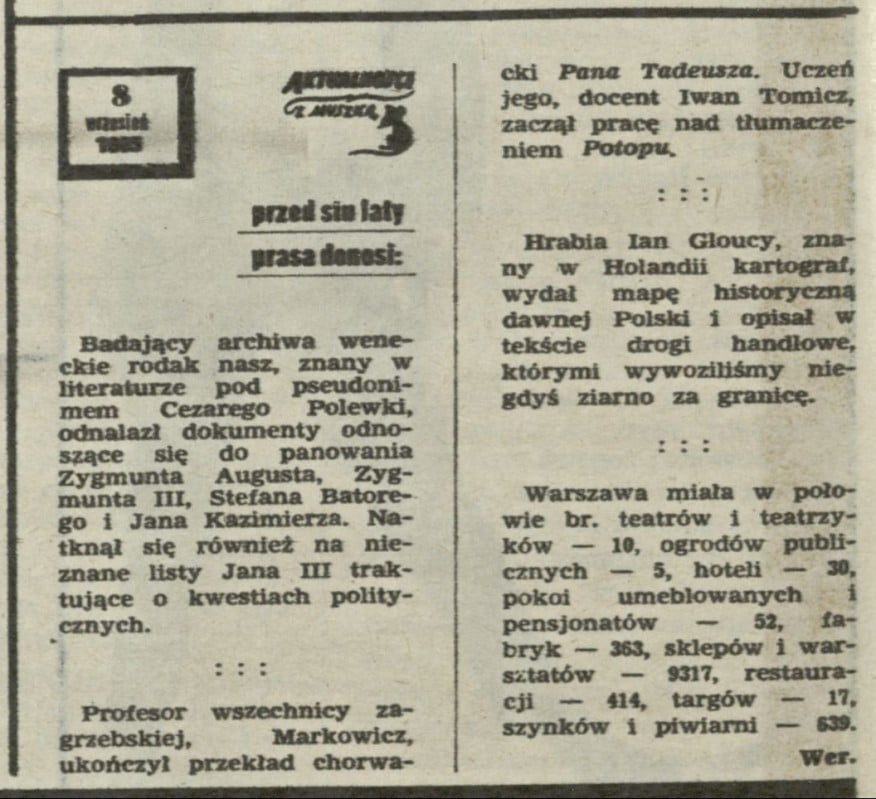 8
wrzesień
1885
AKTUALNOŚCI
Z MYSZKĄ
przed stu laty
prasa donosi:
Badający archiwa wene-
ckie rodak nasz, znany w
literaturze pod pseudoni-
mem Cezarego Polewki,
odnalazł dokumenty odno-
szące się do panowania
Zygmunta Augusta, Zyg-
munta III, Stefana Batore-
go i Jana Kazimierza. Na-
tknął się również na nie-
znane listy Jana III trak-
tujące o kwestiach polity-
cznych.
: : :
Profesor wszechnicy za-
grzebskiej, Markowicz,
ukończył przekład chorwa-
cki Pana Tadeusza. Uczeń
jego, docent Iwan Tomicz,
zaczął pracę nad tłumacze-
niem Potopu.
: : :
Hrabia Ian Gloucy, zna-
ny w Holandii kartograf,
wydał mapę historyczną
dawnej Polski i opisał w
tekście drogi handlowe,
którymi wywoziliśmy nie-
gdyś ziarno za granicę.
: : :
Warszawa miała w poło-
wie br. teatrów i teatrzy-
ków — 10, ogrodów publi-
cznych — 5, hoteli — 30,
pokoi umeblowanych i
pensjonatów — 52, fa-
bryk — 363, sklepów i war-
sztatów — 9317, restaura-
cji — 414, targów — 17,
szynków i piwiarni — 639.
Wer.